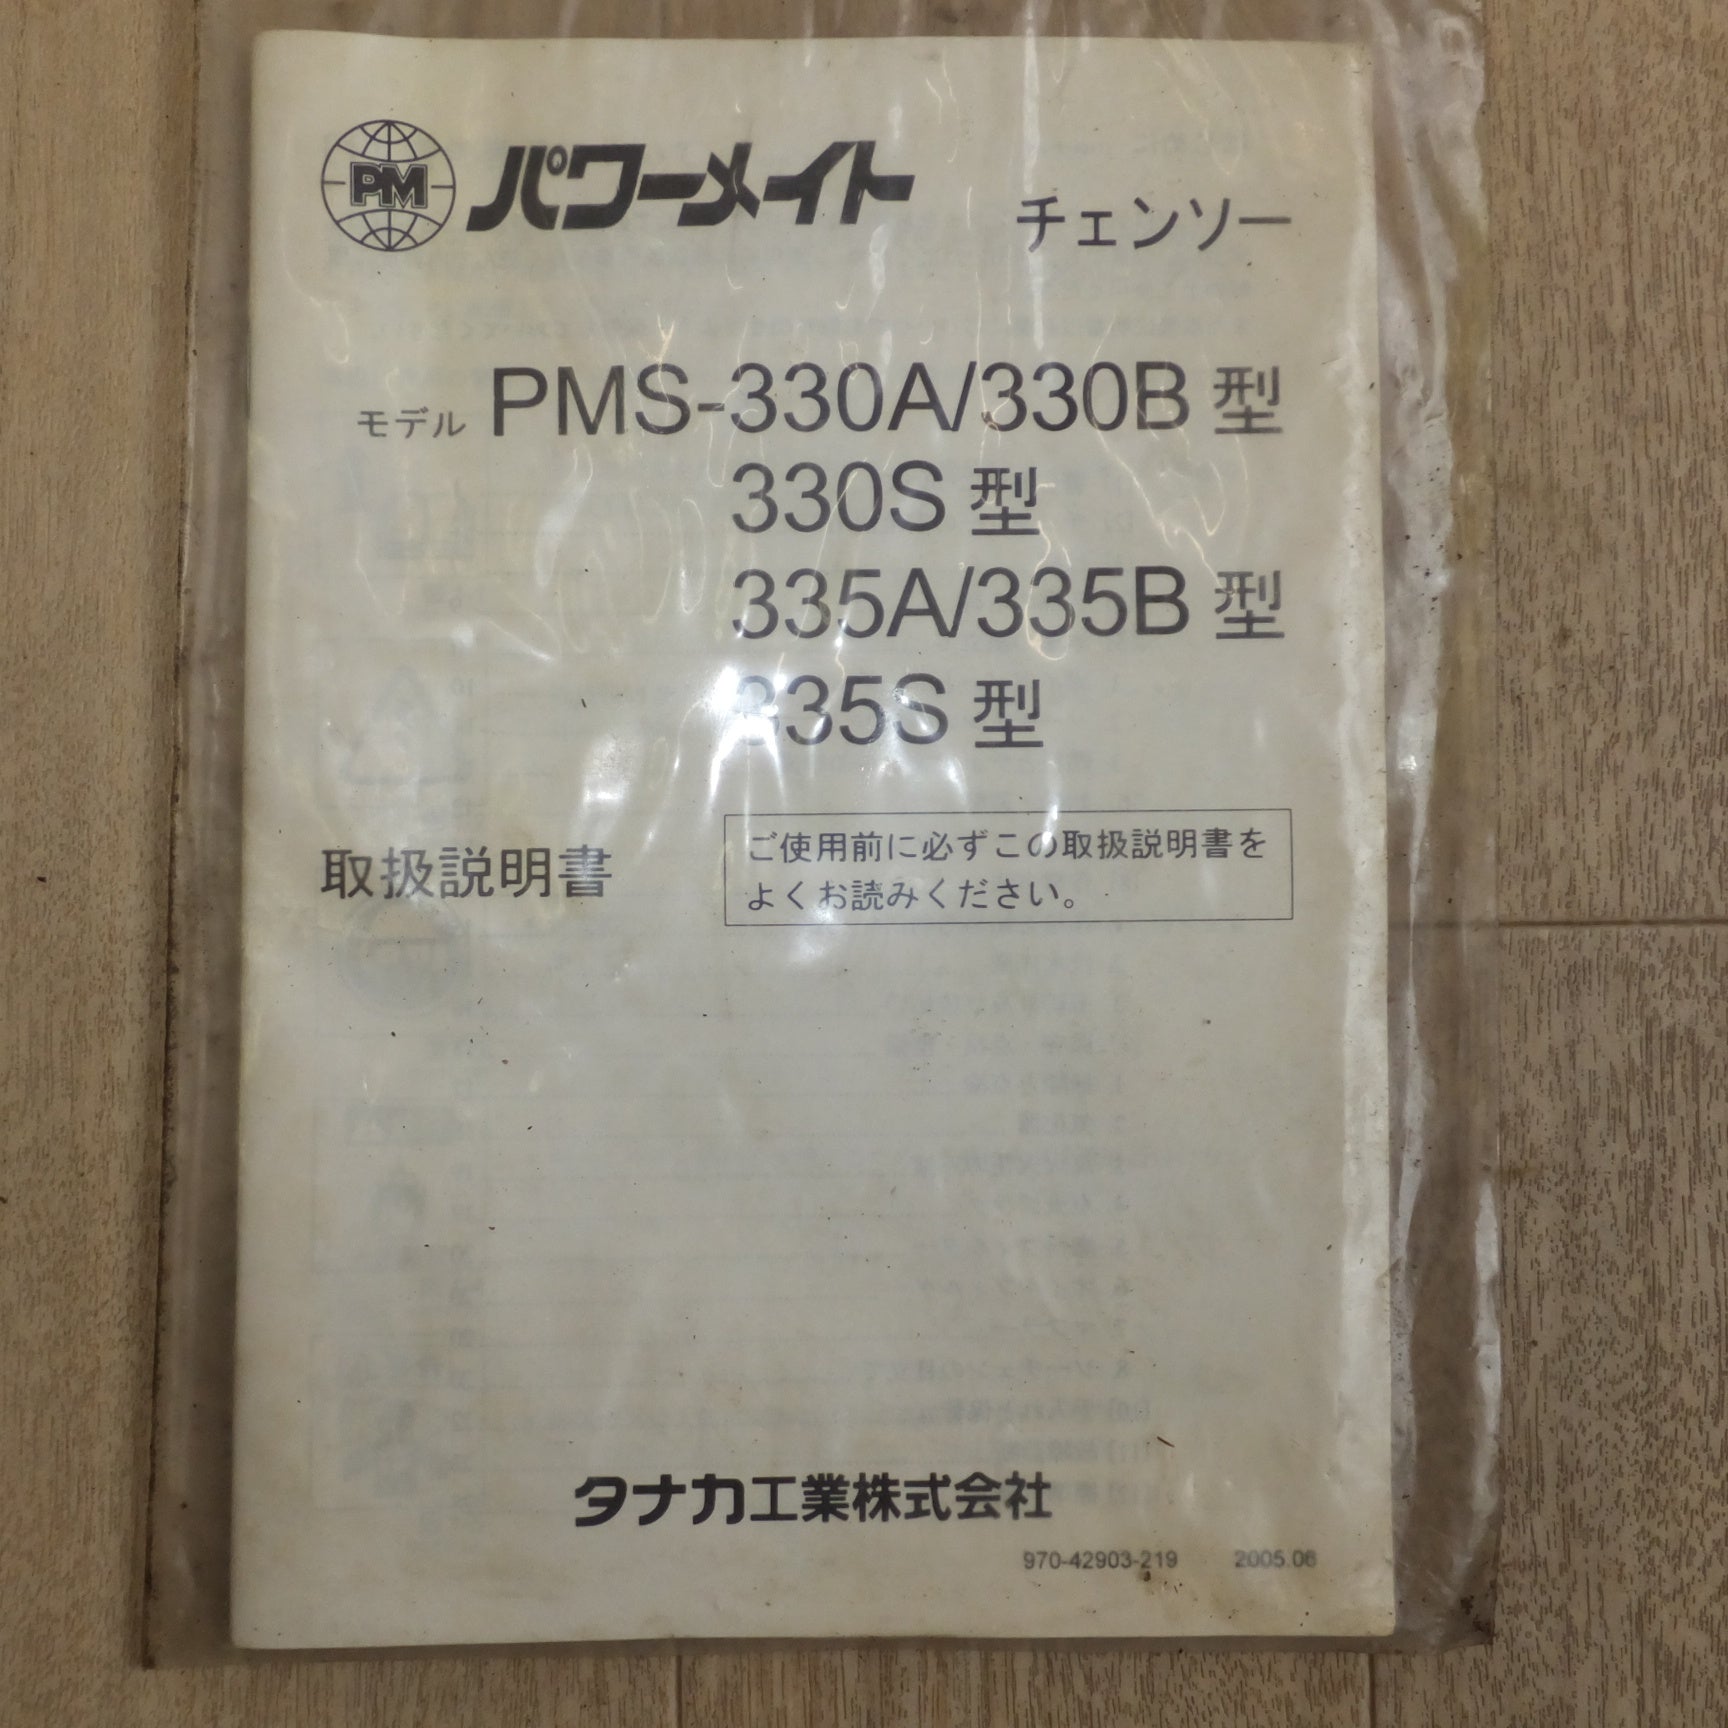 PM パワーメイト チェンソー
モデル PMS-330A/330B 型
330S 型
335A/335B 型
335S 型
取扱説明書
ご使用前に必ずこの取扱説明書を
よくお読みください。
タナカ工業株式会社
970-42903-219 2005.06